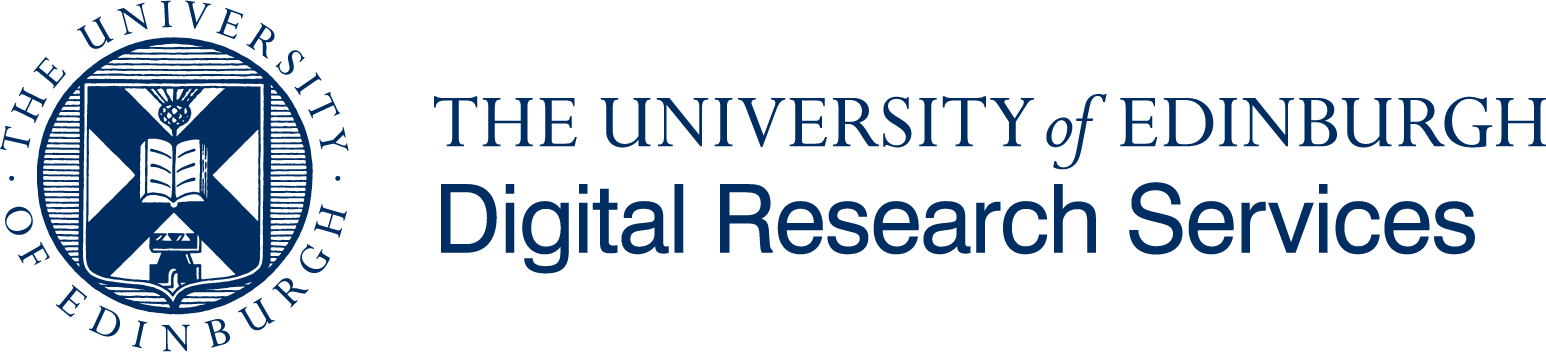 THE UNIVERSITY
OF EDINBURGH
THE UNIVERSITY of EDINBURGH
Digital Research Services